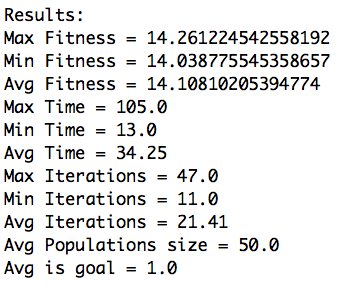 Results:
Max Fitness = 14.261224542558192
Min Fitness = 14.038775545358657
Avg Fitness = 14.10810205394774
Max Time = 105.0
Min Time = 13.0
Avg Time = 34.25
Max Iterations = 47.0
Min Iterations = 11.0
Avg Iterations = 21.41
Avg Populations size = 50.0
Avg is goal = 1.0